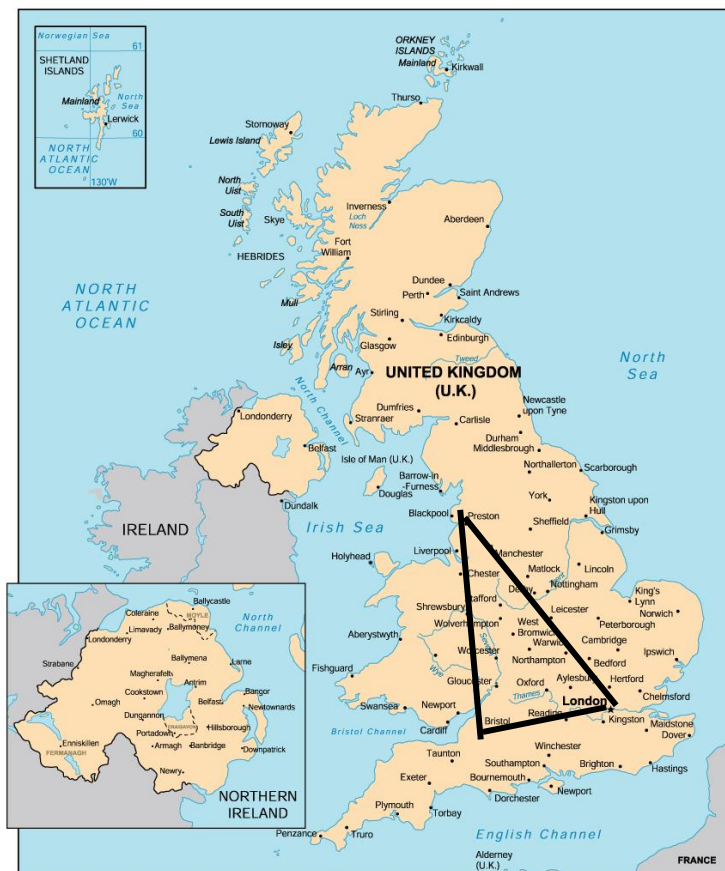 Norwegian Sea
61
SHETLAND
ISLANDS
Mainland
North
Sea
Lerwick
60
NORTH
ATLANTIC
OCEAN
130'W
ORKNEY
ISLANDS
Mainland
Kirkwall
Thurso
Stornoway
Lewis Island
North
Uist
South
Uist
Skye
HEBRIDES
Inverness
Loch
Ness
Aberdeen
Fort
William
NORTH
ATLANTIC
OCEAN
Mull
Dundee
Perth
Saint Andrews
Stirling
Kirkcaldy
Glasgow
Edinburgh
Isley
Arran
Ayr
Tweed
UNITED KINGDOM
(U.K.)
North
Sea
North Channel
Londonderry
Belfast
Stranraer
Dumfries
Carlisle
Newcastle
upon Tyne
Durham
Middlesbrough
Isle of Man (U.K.)
Douglas
Barrow-in
-Furness
Northallerton
Scarborough
York
Kingston upon
Hull
Dundalk
IRELAND
Irish Sea
Blackpool
Preston
Sheffield
Grimsby
Holyhead
Liverpool
Manchester
Chester
Matlock
Lincoln
Derby
Nottingham
Stafford
Shrewsbury
Wolverhampton
Leicester
King's
Lynn
Norwich
Peterborough
Aberystwyth
West
Bromwich
Warwick
Cambridge
Worcester
Northampton
Bedford
Ipswich
Wye
Fishguard
Gloucester
Oxford
Aylesbury
Hertford
Chelmsford
Swansea
Newport
Cardiff
Thames
London
Bristol Channel
Bristol
Reading
Kingston
Maidstone
Dover
Taunton
Winchester
Southampton
Brighton
Hastings
Exeter
Bournemouth
Newport
Dorchester
Plymouth
Torbay
Truro
Penzance
English Channel
Alderney
(U.K.)
FRANCE
Ballycastle
Coleraine
MOYLE
North
Channel
Limavady
Ballymoney
Londonderry
Strabane
Ballymena
Larne
Magherafelt
Antrim
Cookstown
Bangor
Omagh
Belfast
Newtownards
Dungannon
CRAIGAVON
Hillsborough
Portadown
Enniskillen
FERMANAGH
Armagh
Banbridge
Downpatrick
Newry
NORTHERN
IRELAND